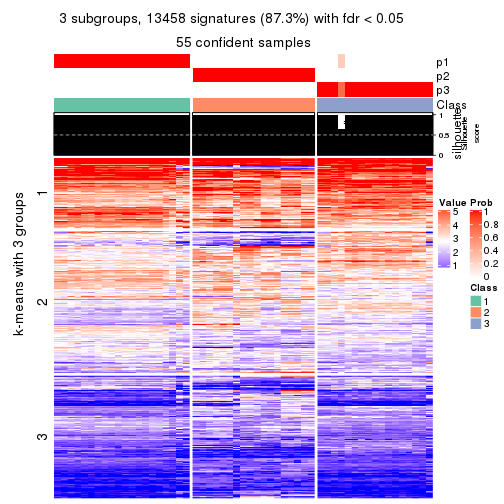 3 subgroups, 13458 signatures (87.3%) with fdr < 0.05
55 confident samples
p1
p2
p3
Class
silhouette
Silhouette
score
1
0.5
0
k-means with 3 groups
1
2
3
Value
5
4
3
2
1
Prob
1
0.8
0.6
0.4
0.2
0
Class
1
2
3